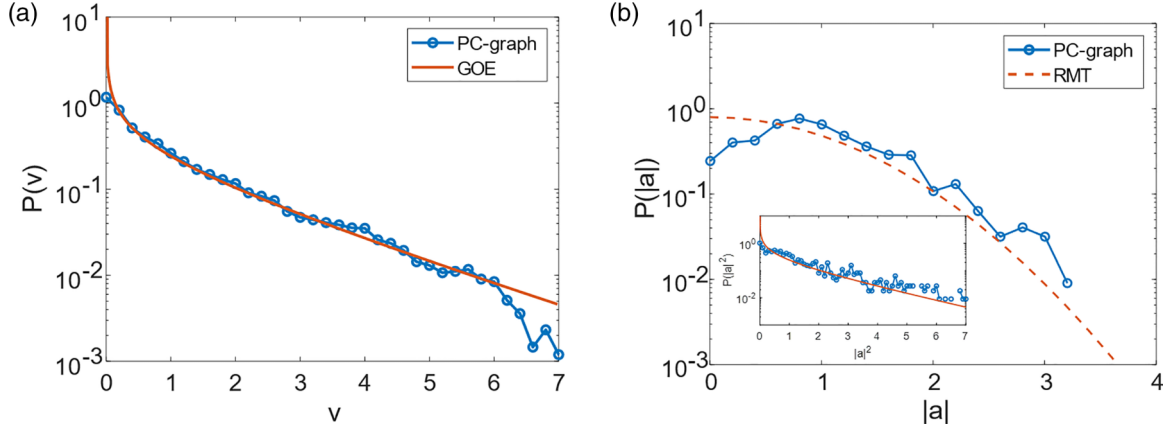 (a)
10^1
10^0
10^-1
10^-2
10^-3
P(v)
0 1 2 3 4 5 6 7
v
PC-graph
GOE
(b)
10^1
10^0
10^-1
10^-2
10^-3
P(|a|)
0 1 2 3 4
|a|
PC-graph
RMT
10^0
10^-2
P(|a|^2)
0 1 2 3 4 5 6 7
|a|^2